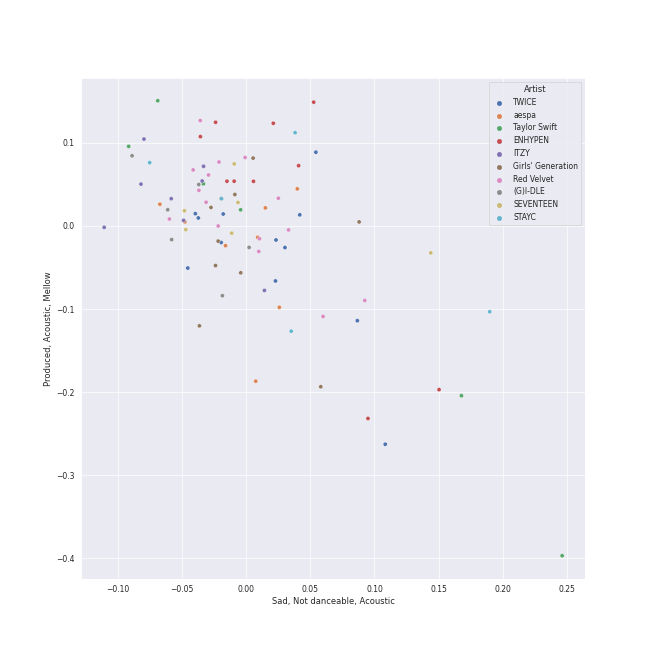 Artist
TWICE
aespa
Taylor Swift
ENHYPEN
ITZY
Girls' Generation
Red Velvet
(G)I-DLE
SEVENTEEN
STAYC
0.1
0.0
−0.1
−0.2
−0.3
−0.4
Produced, Acoustic, Mellow
−0.10
−0.05
0.00
0.05
0.10
0.15
0.20
0.25
Sad, Not danceable, Acoustic